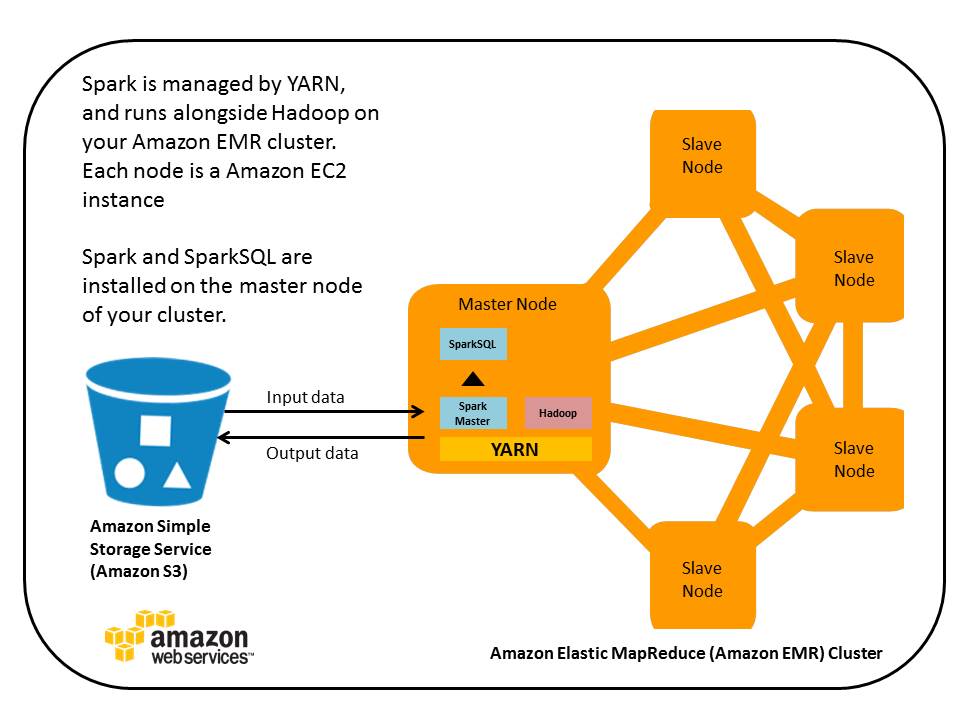 Spark is managed by YARN,
and runs alongside Hadoop on
your Amazon EMR cluster.
Each node is a Amazon EC2
instance
Spark and SparkSQL are
installed on the master node
of your cluster.
Slave
Node
Slave
Node
Master Node
SparkSQL
Spark
Master
Hadoop
YARN
Input data
Output data
Slave
Node
Slave
Node
Amazon Simple
Storage Service
(Amazon S3)
amazon
webservices™
Amazon Elastic MapReduce (Amazon EMR) Cluster